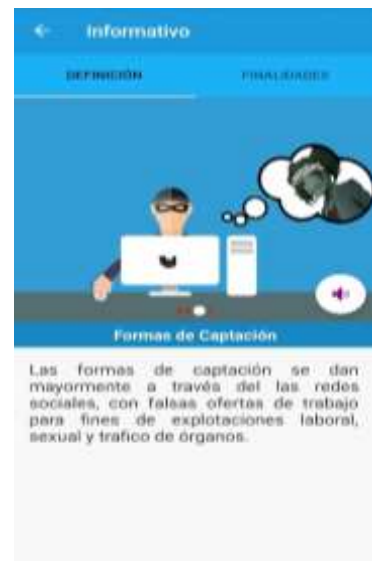 Informativo
DEFINICIÓN FINALIDADES
Formas de Captación
Las formas de captación se dan
mayormente a través del las redes
sociales, con falsas ofertas de trabajo
para fines de explotaciones laboral,
sexual y trafico de órganos.